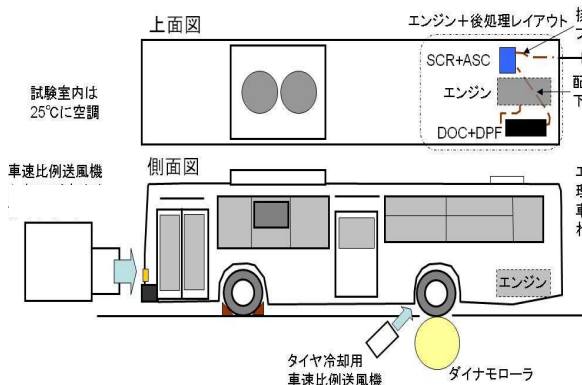 上面図
エンジン+後処理レイアウト
SCR+ASC
エンジン
DOC+DPF
試験室内は
25℃に空調
配
下
車速比例送風機
側面図
エンジン
タイヤ冷却用
車速比例送風機
ダイナモローラ